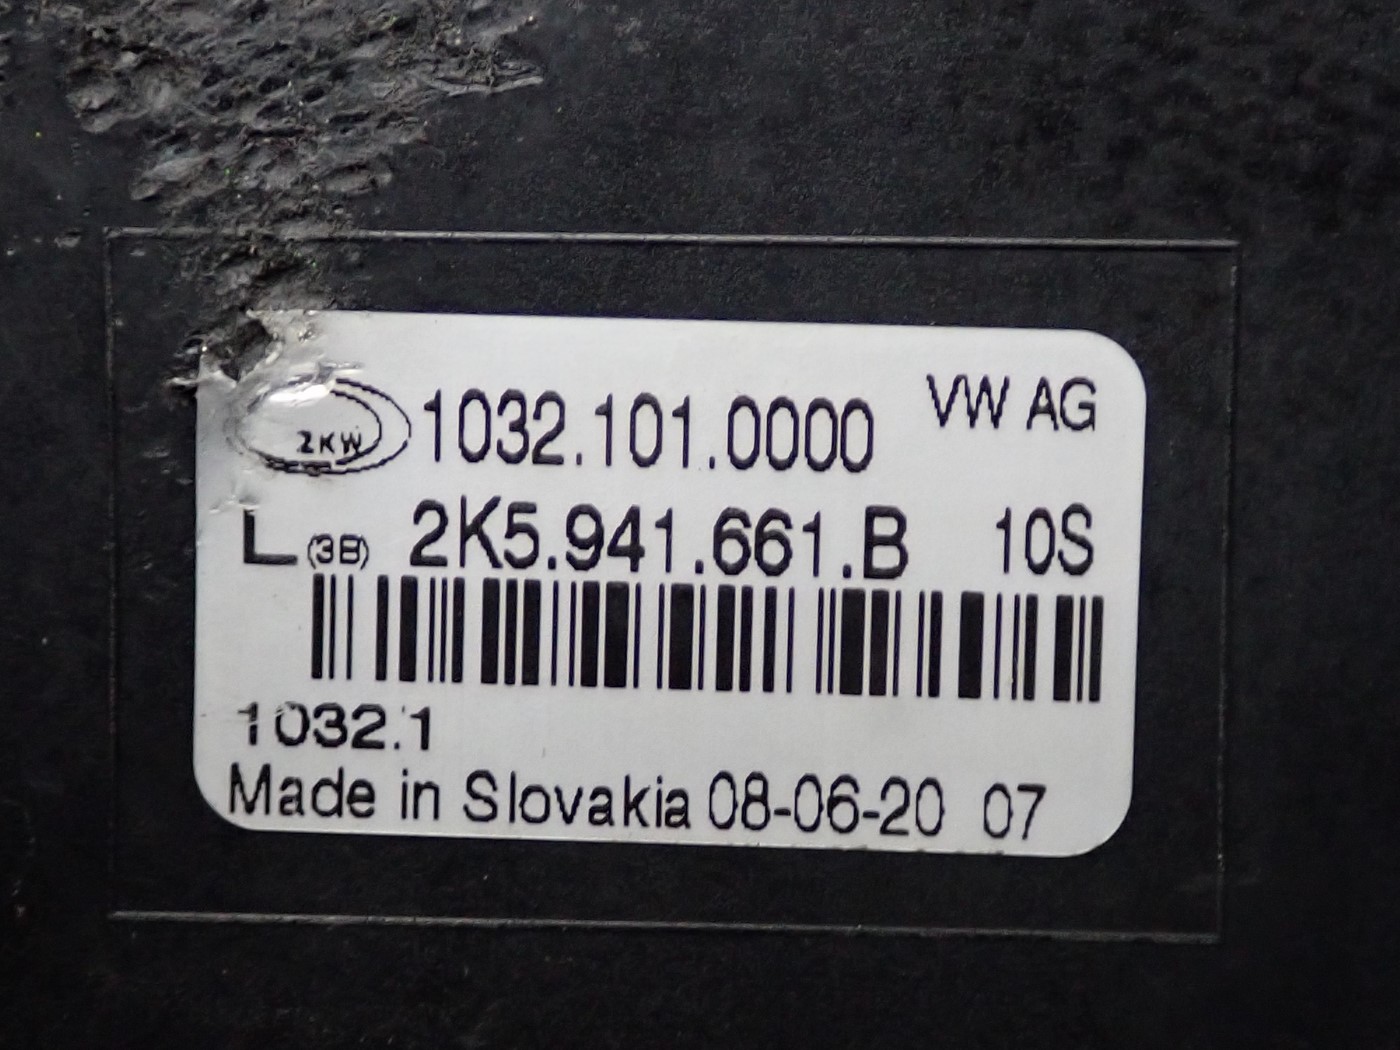 ZKW 1032.101.0000 VW AG
L (3B) 2K5.941.661.B 10S
1032.1
Made in Slovakia 08-06-20 07